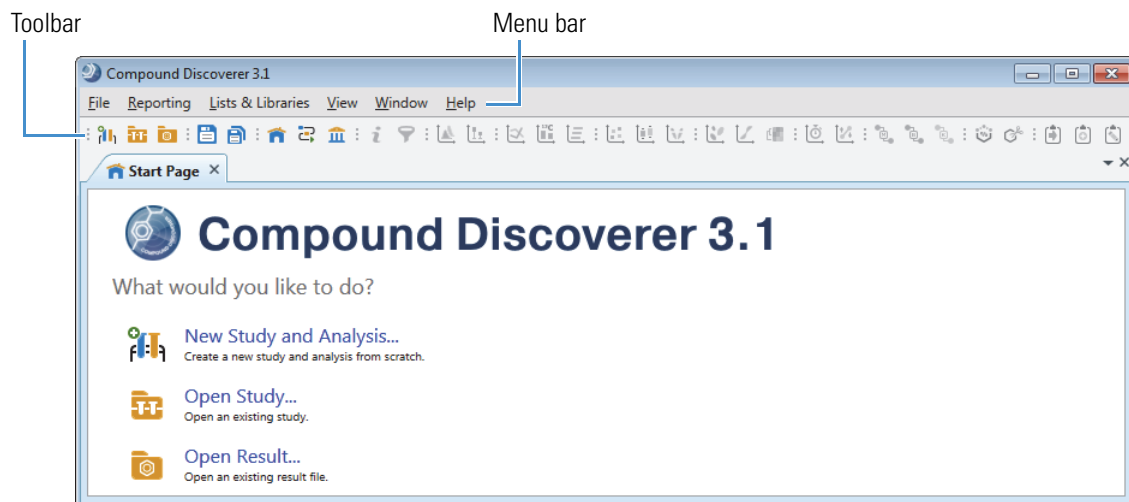 Toolbar
Menu bar
Compound Discoverer 3.1
File Reporting Lists & Libraries View Window Help
Start Page
Compound Discoverer 3.1
What would you like to do?
New Study and Analysis...
Create a new study and analysis from scratch.
Open Study...
Open an existing study.
Open Result...
Open an existing result file.